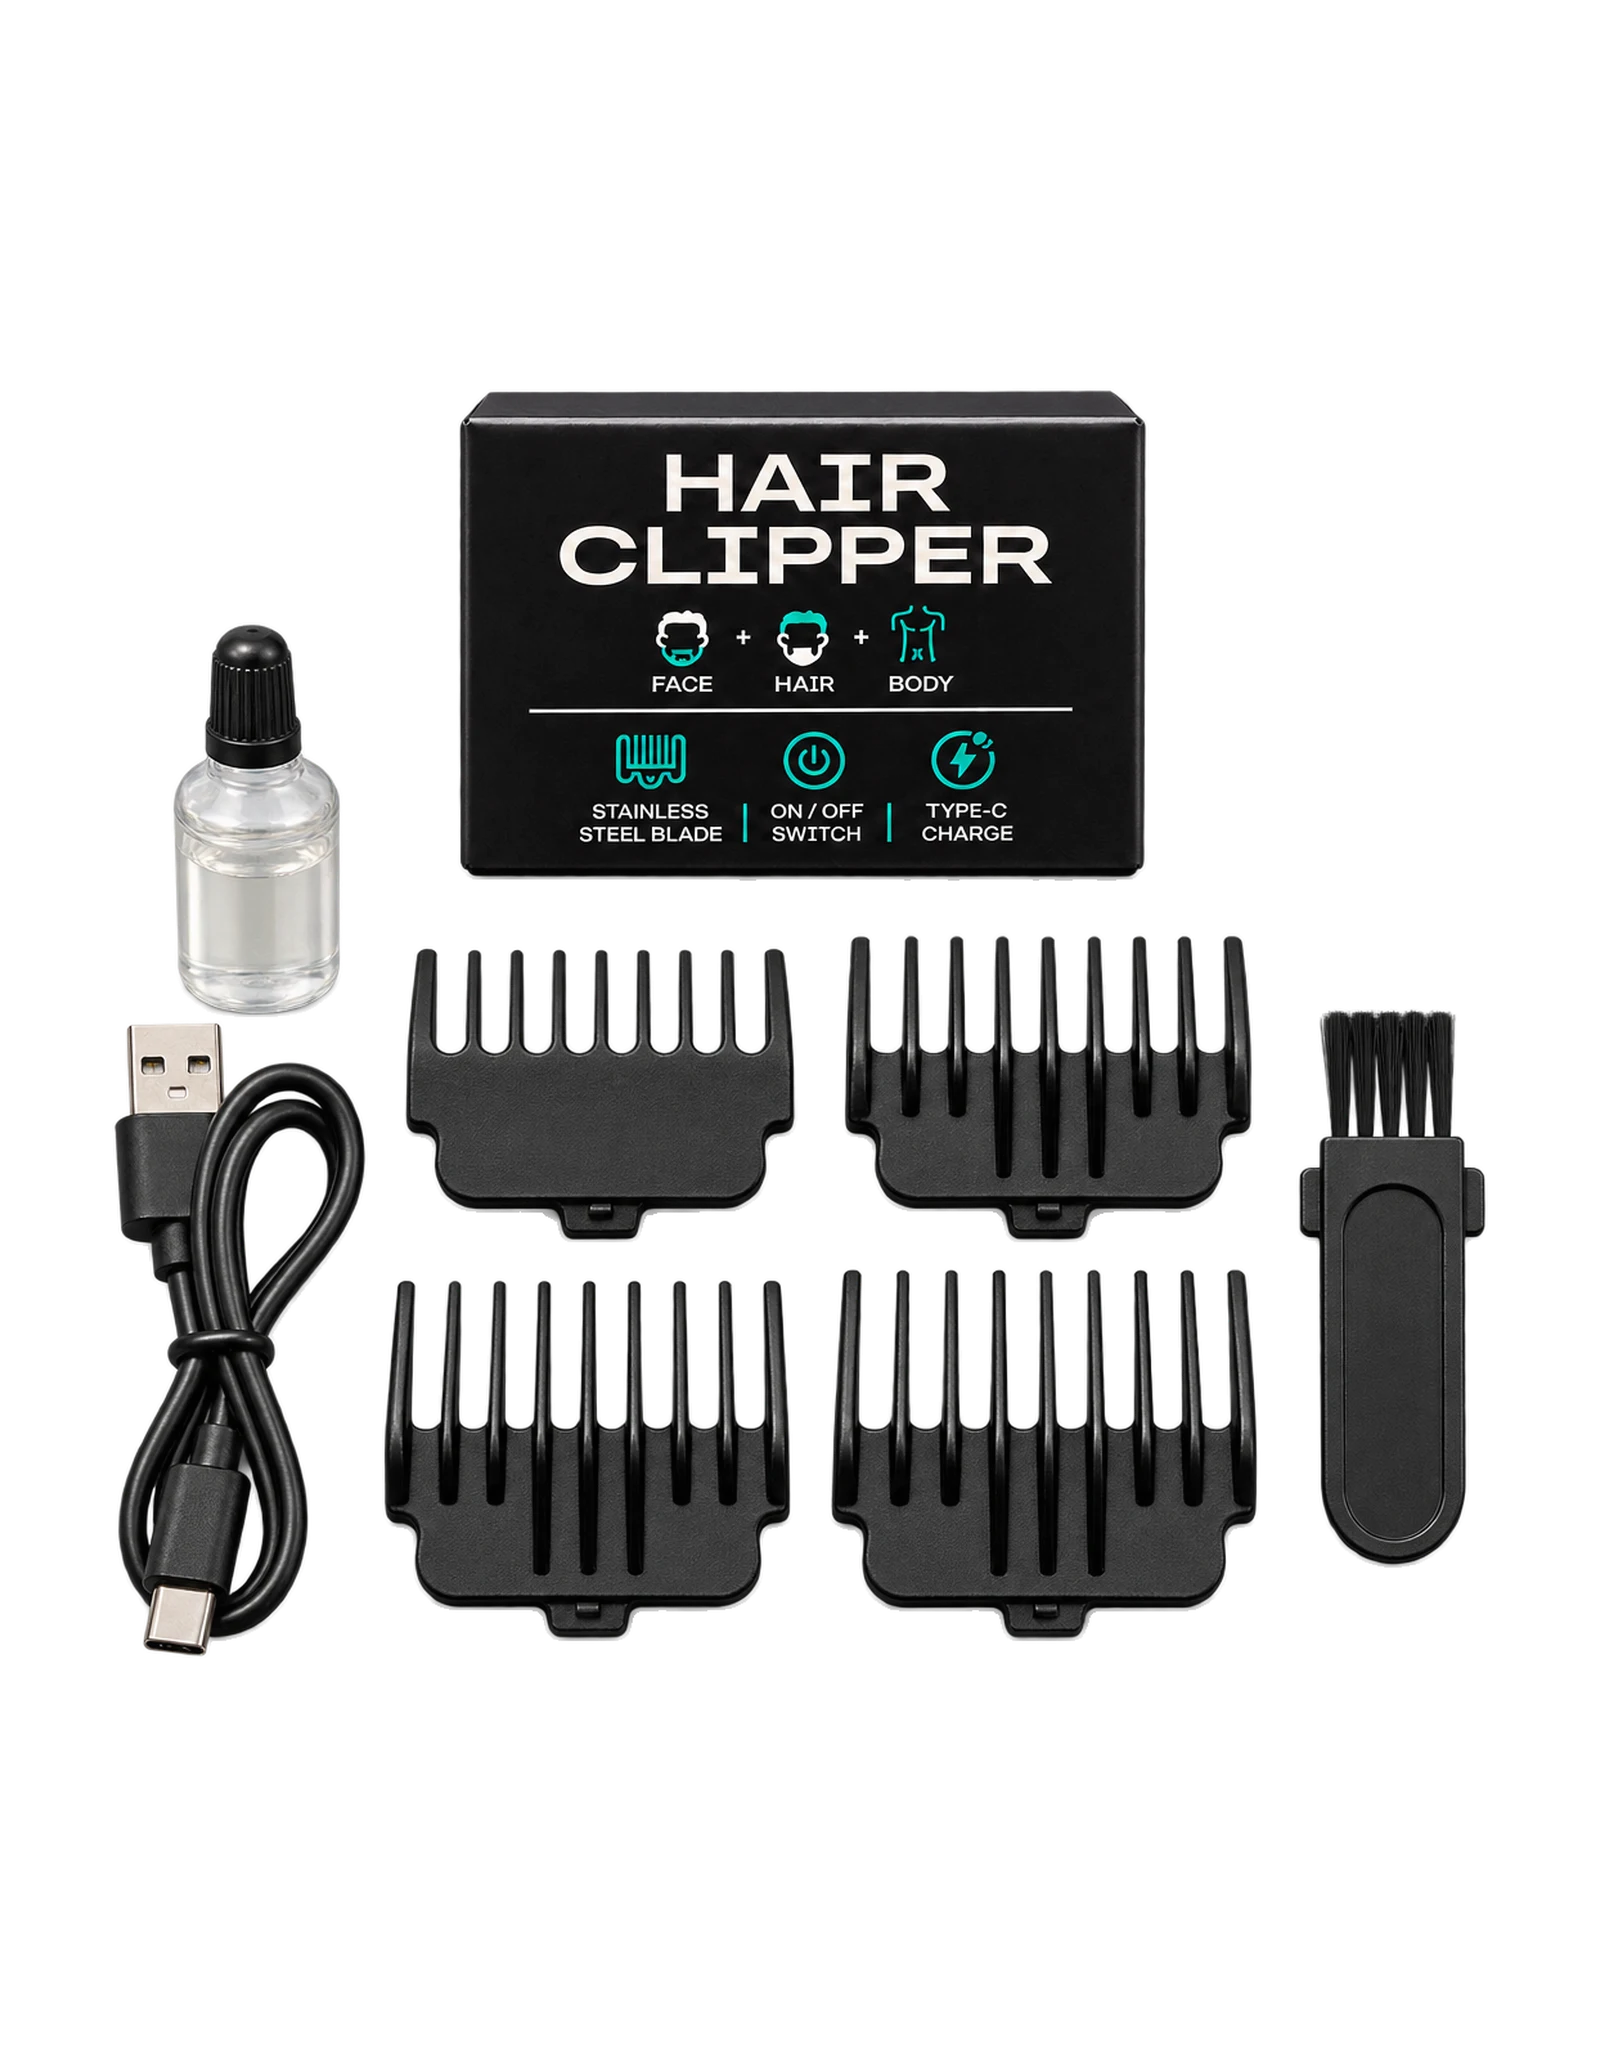 HAIR
CLIPPER
FACE + HAIR + BODY
STAINLESS STEEL BLADE | ON / OFF SWITCH | TYPE-C CHARGE